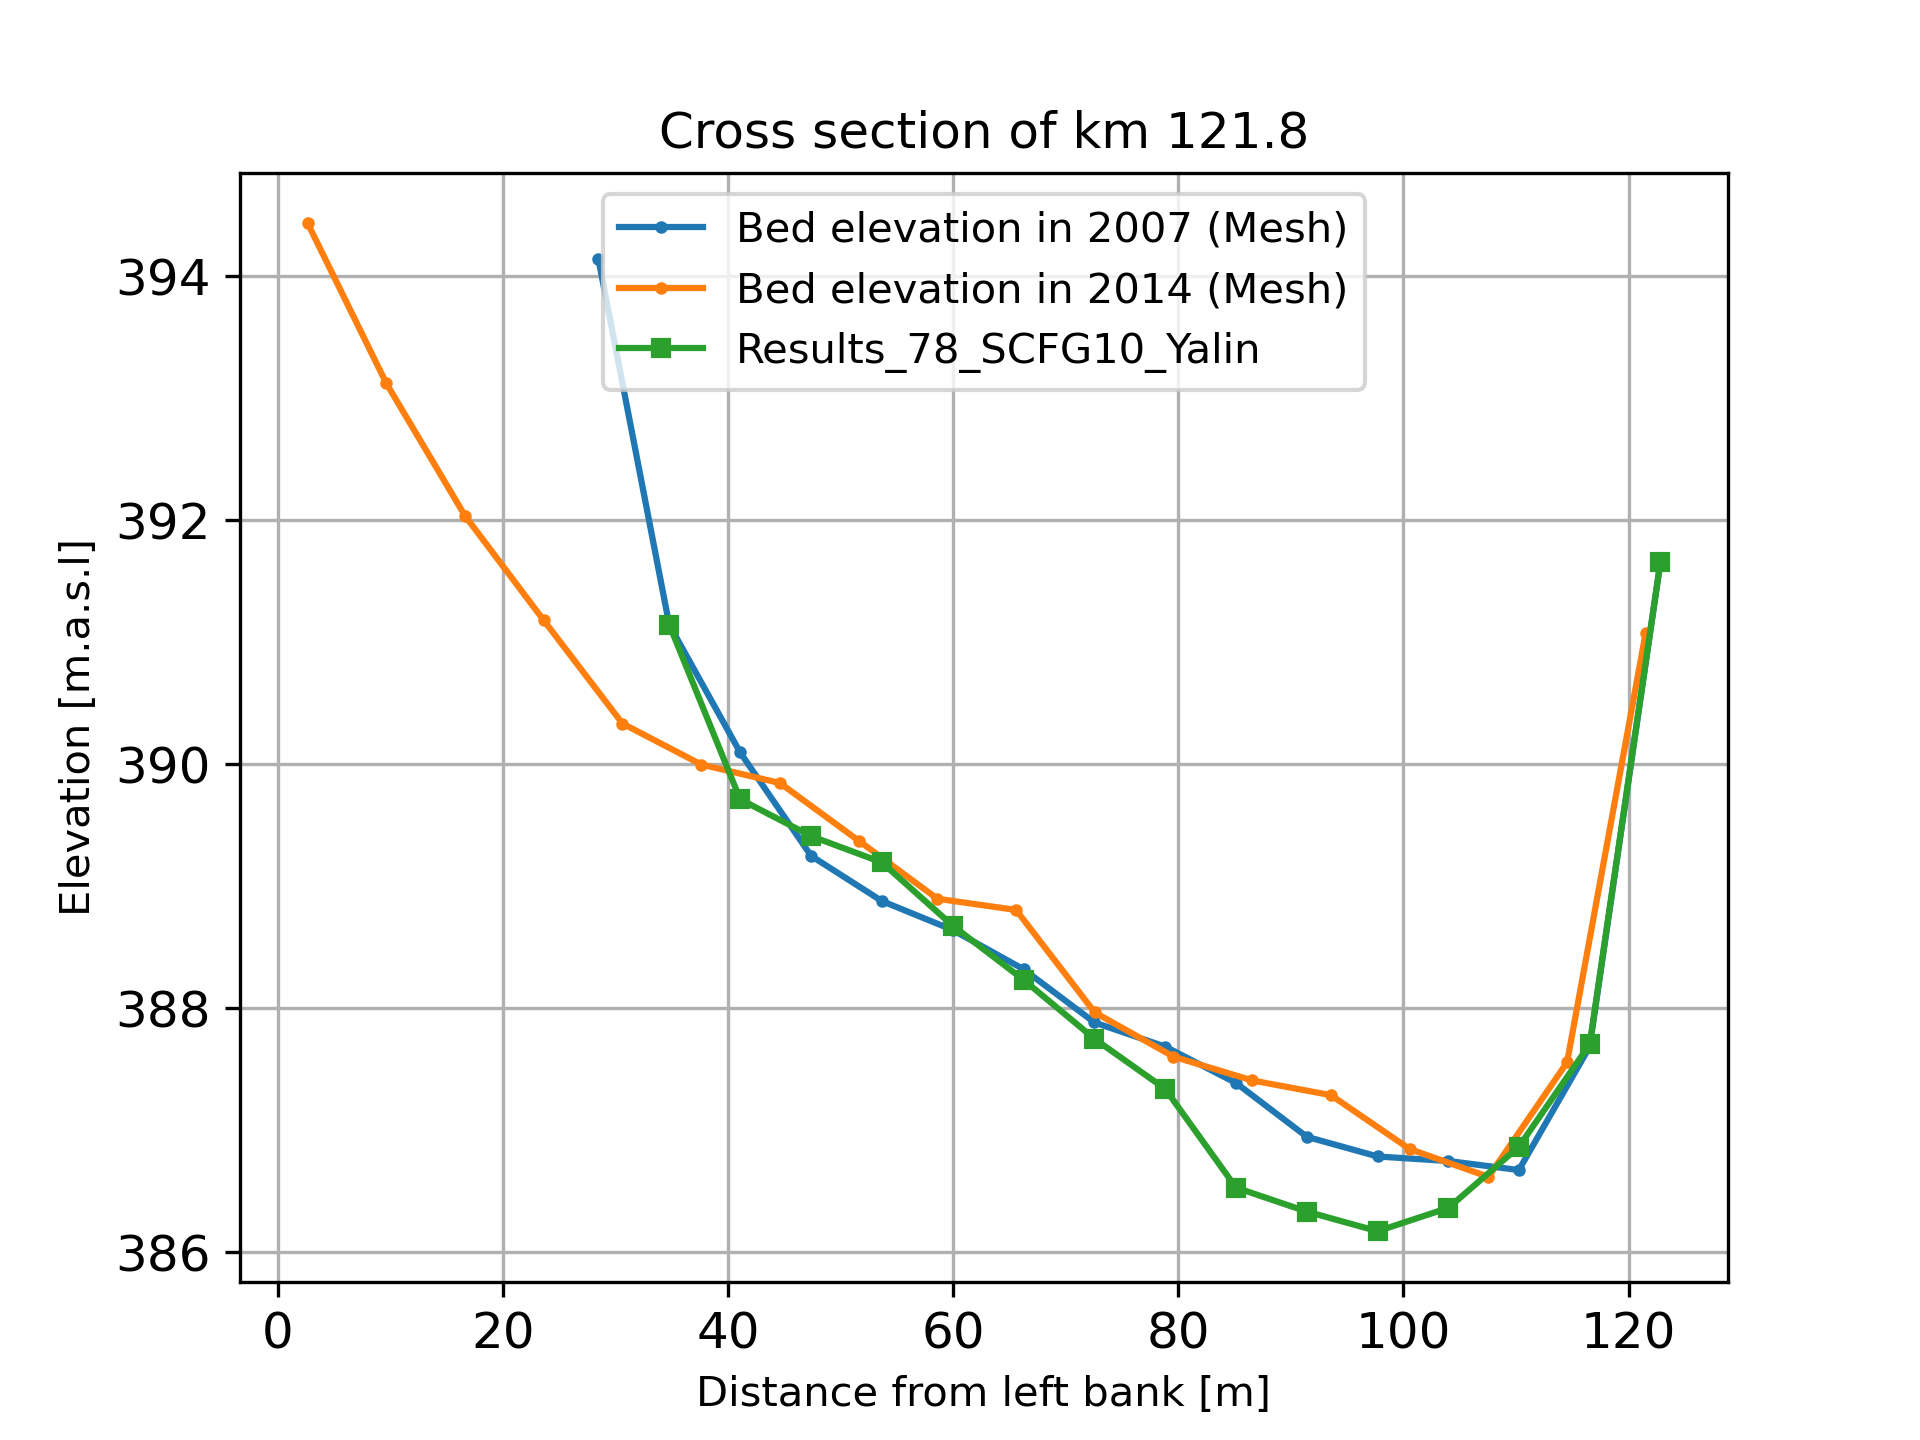 Cross section of km 121.8
Bed elevation in 2007 (Mesh)
Bed elevation in 2014 (Mesh)
Results_78_SCFG10_Yalin
Elevation [m.a.s.l]
394
392
390
388
386
0 20 40 60 80 100 120
Distance from left bank [m]